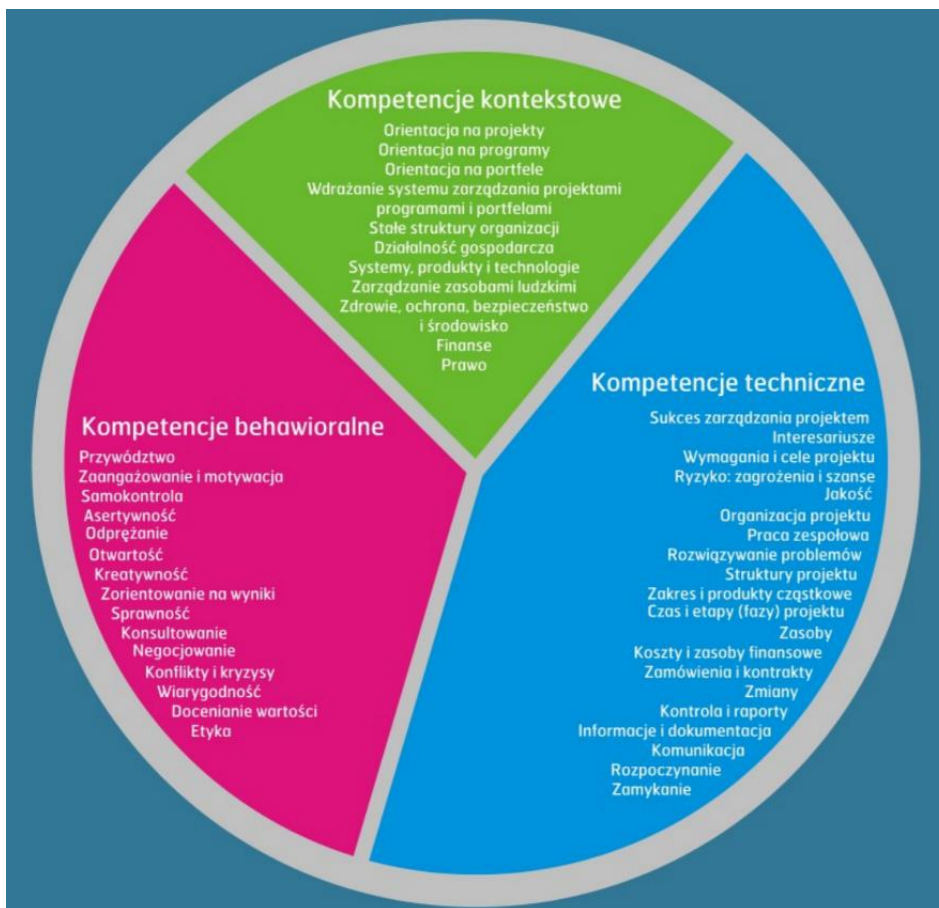 Kompetencje kontekstowe
Orientacja na projekty
Orientacja na programy
Orientacja na portfele
Wdrażanie systemu zarządzania projektami
programami i portfelami
Stałe struktury organizacji
Działalność gospodarcza
Systemy, produkty i technologie
Zarządzanie zasobami ludzkimi
Zdrowie, ochrona, bezpieczeństwo
i środowisko
Finanse
Prawo
Kompetencje techniczne
Sukces zarządzania projektem
Interesariusze
Wymagania i cele projektu
Ryzyko: zagrożenia i szanse
Jakość
Organizacja projektu
Praca zespołowa
Rozwiązywanie problemów
Struktury projektu
Zakres i produkty cząstkowe
Czas i etapy (fazy) projektu
Zasoby
Koszty i zasoby finansowe
Zamówienia i kontrakty
Zmiany
Kontrola i raporty
Informacje i dokumentacja
Komunikacja
Rozpoczynanie
Zamykanie
Kompetencje behawioralne
Przywództwo
Zaangażowanie i motywacja
Samokontrola
Asertywność
Odprężanie
Otwartość
Kreatywność
Zorientowanie na wyniki
Sprawność
Konsultowanie
Negocjowanie
Konflikty i kryzysy
Wiarygodność
Docenianie wartości
Etyka